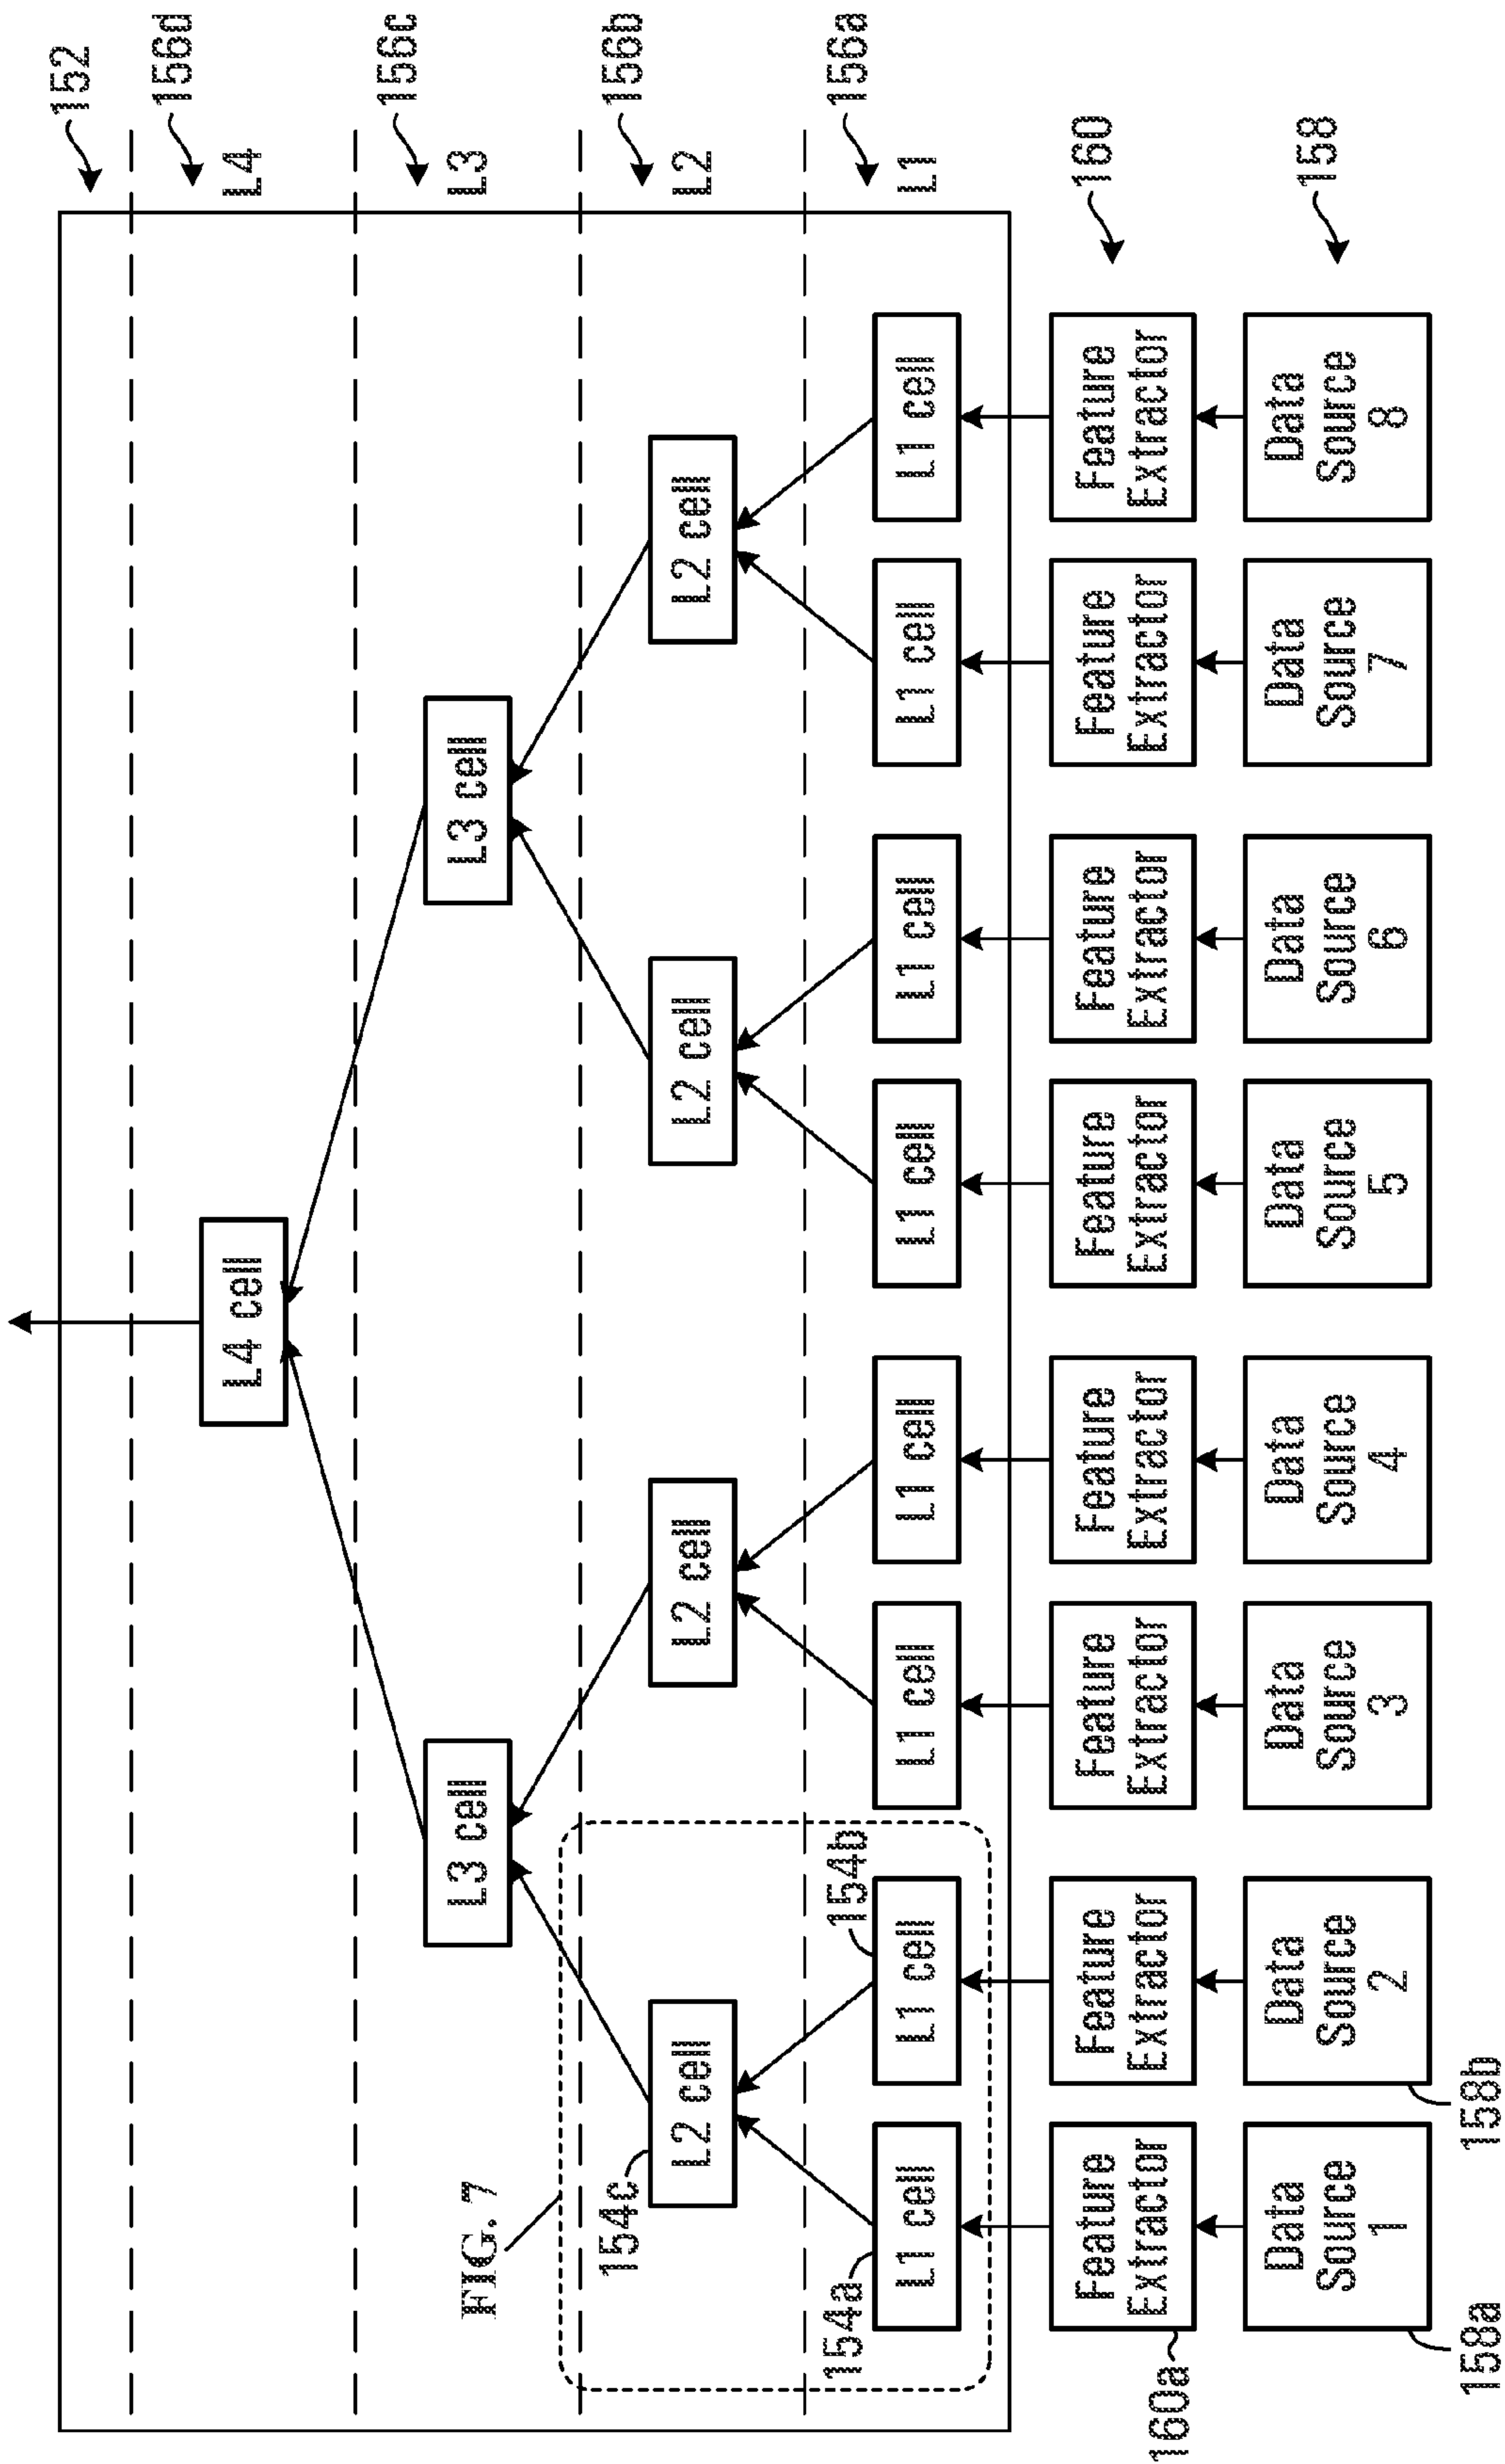 152
156d
L4
156c
L3
156b
L2
156a
L1
160
158
L4 cell
L3 cell
L3 cell
L2 cell
L2 cell
L2 cell
L2 cell
FIG. 7
154c
154a
154b
L1 cell
L1 cell
L1 cell
L1 cell
L1 cell
L1 cell
L1 cell
L1 cell
160a
Feature
Extractor
Feature
Extractor
Feature
Extractor
Feature
Extractor
Feature
Extractor
Feature
Extractor
Feature
Extractor
Feature
Extractor
Data
Source
1
Data
Source
2
Data
Source
3
Data
Source
4
Data
Source
5
Data
Source
6
Data
Source
7
Data
Source
8
158a
158b